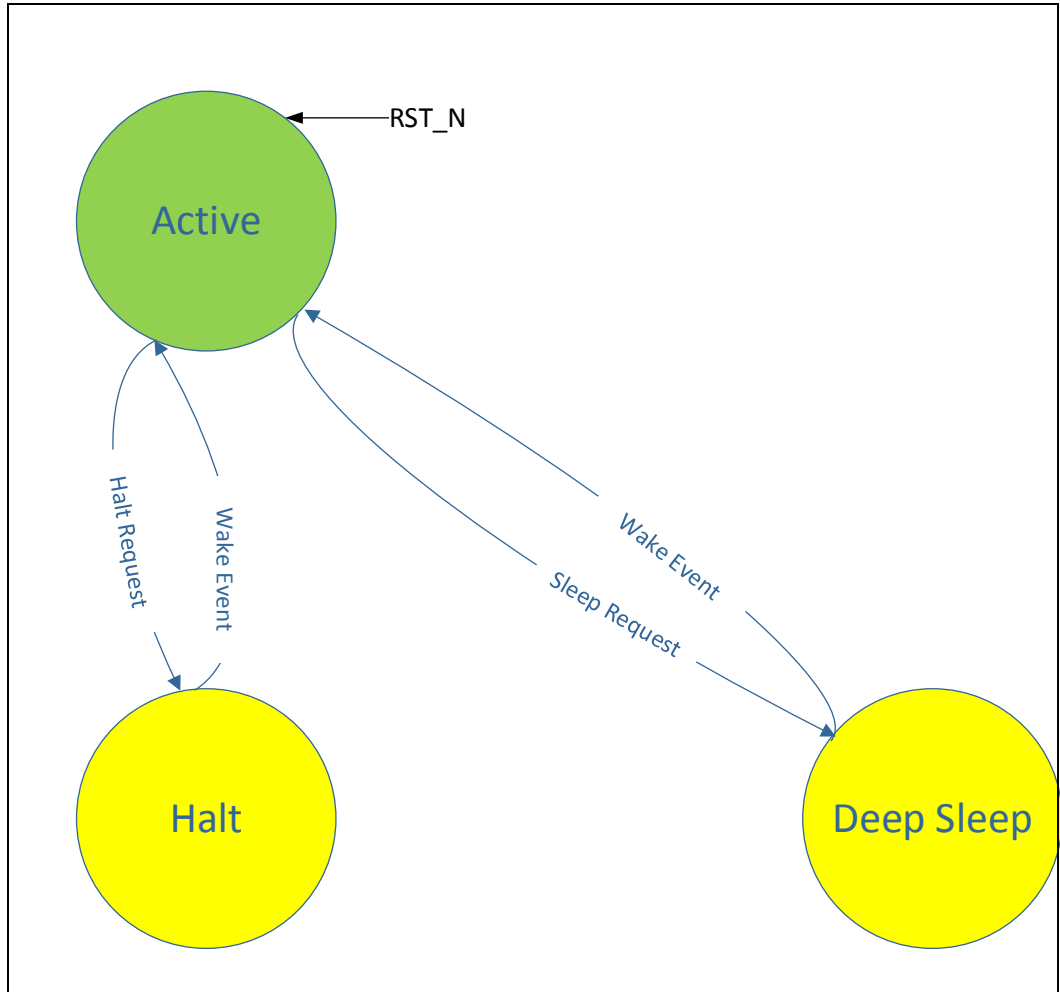 RST_N
Active
Halt Request
Wake Event
Wake Event
Sleep Request
Halt
Deep Sleep